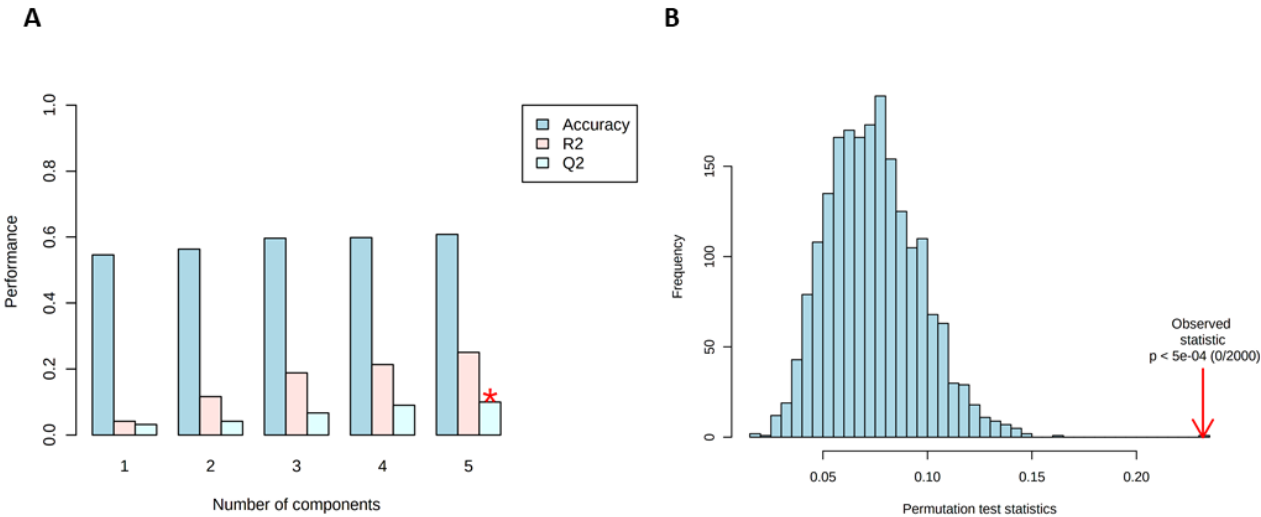 A
B
Performance
0.0
0.2
0.4
0.6
0.8
1.0
Accuracy
R2
Q2
*
1
2
3
4
5
Number of components
Frequency
0
50
100
150
Observed
statistic
p < 5e-04 (0/2000)
0.05
0.10
0.15
0.20
Permutation test statistics